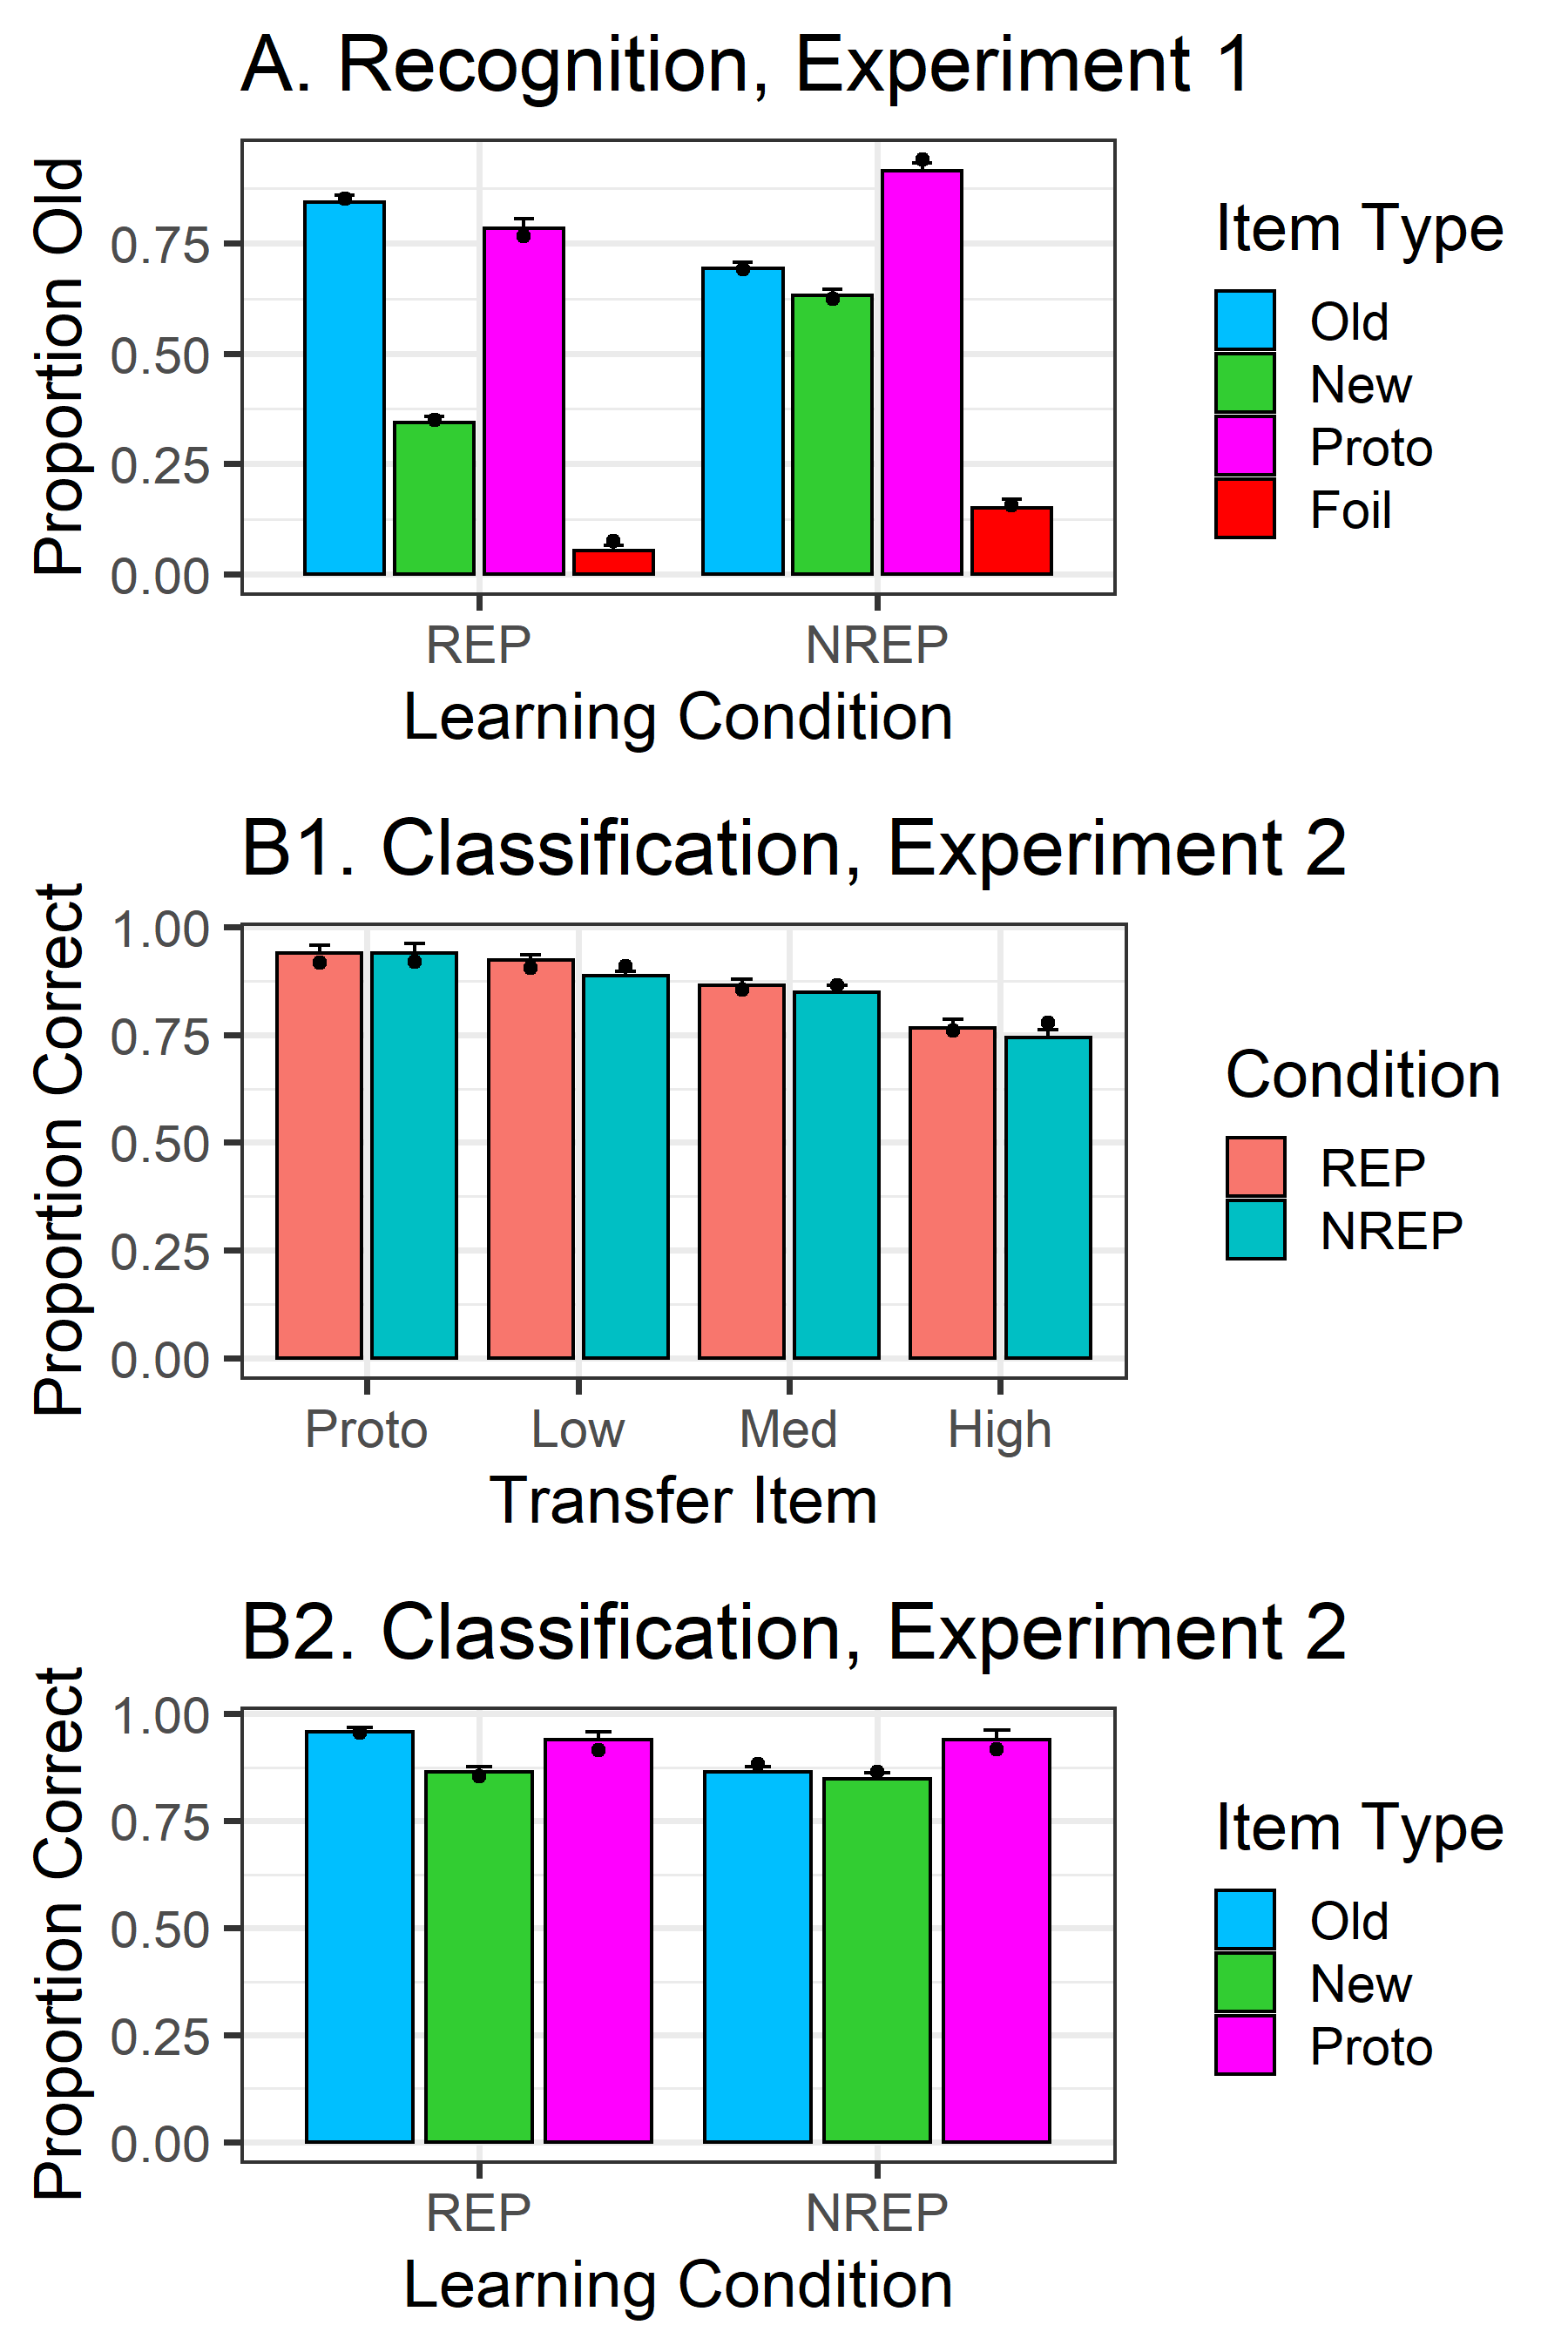 A. Recognition, Experiment 1
Proportion Old
0.75
0.50
0.25
0.00
REP
NREP
Learning Condition
Item Type
Old
New
Proto
Foil
B1. Classification, Experiment 2
Proportion Correct
1.00
0.75
0.50
0.25
0.00
Proto
Low
Med
High
Transfer Item
Condition
REP
NREP
B2. Classification, Experiment 2
Proportion Correct
1.00
0.75
0.50
0.25
0.00
REP
NREP
Learning Condition
Item Type
Old
New
Proto